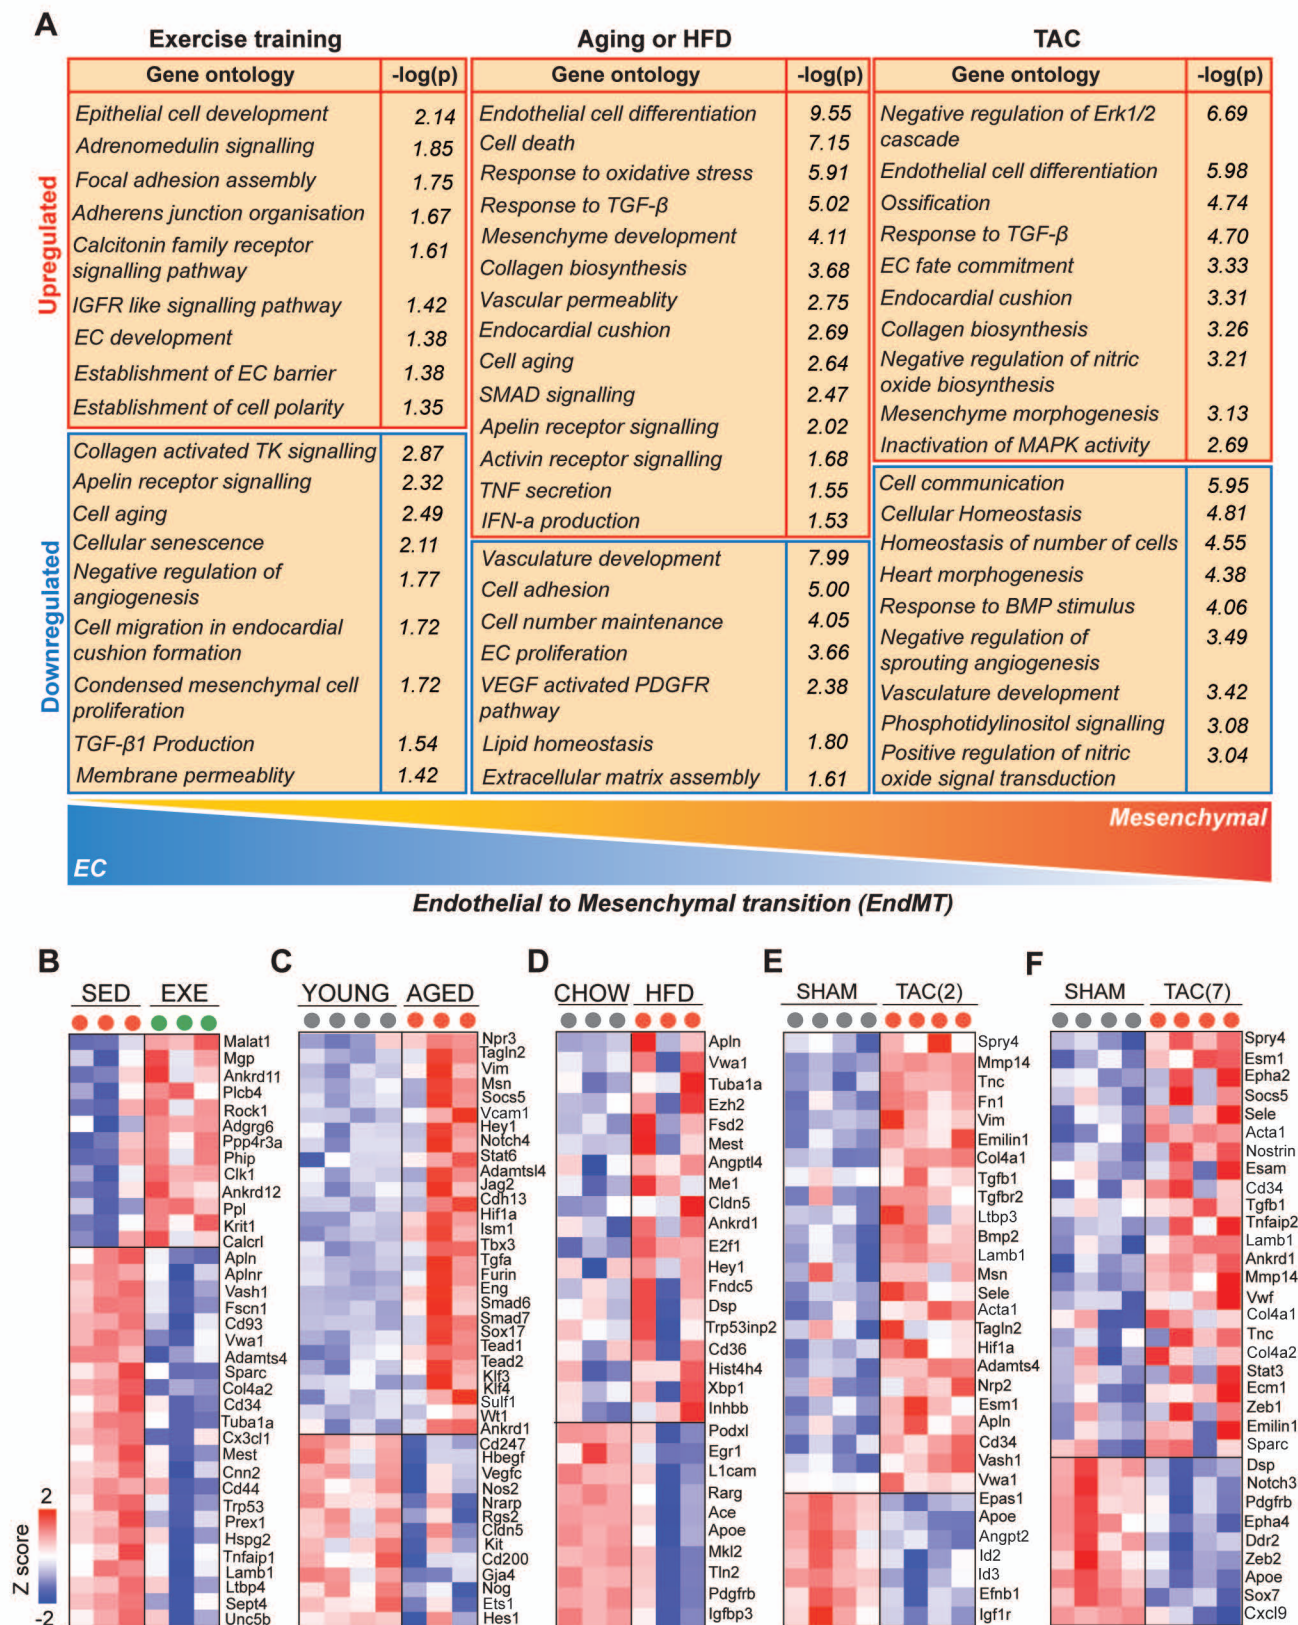 A
Exercise training
Aging or HFD
TAC
Gene ontology -log(p)
Gene ontology -log(p)
Gene ontology -log(p)
Upregulated
Epithelial cell development 2.14
Adrenomedulin signalling 1.85
Focal adhesion assembly 1.75
Adherens junction organisation 1.67
Calcitonin family receptor 1.61
signalling pathway
IGFR like signalling pathway 1.42
EC development 1.38
Establishment of EC barrier 1.38
Establishment of cell polarity 1.35
Downregulated
Collagen activated TK signalling 2.87
Apelin receptor signalling 2.32
Cell aging 2.49
Cellular senescence 2.11
Negative regulation of 1.77
angiogenesis
Cell migration in endocardial 1.72
cushion formation
Condensed mesenchymal cell 1.72
proliferation
TGF-β1 Production 1.54
Membrane permeablity 1.42
Endothelial cell differentiation 9.55
Cell death 7.15
Response to oxidative stress 5.91
Response to TGF-β 5.02
Mesenchyme development 4.11
Collagen biosynthesis 3.68
Vascular permeablity 2.75
Endocardial cushion 2.69
Cell aging 2.64
SMAD signalling 2.47
Apelin receptor signalling 2.02
Activin receptor signalling 1.68
TNF secretion 1.55
IFN-a production 1.53
Vasculature development 7.99
Cell adhesion 5.00
Cell number maintenance 4.05
EC proliferation 3.66
VEGF activated PDGFR 2.38
pathway
Lipid homeostasis 1.80
Extracellular matrix assembly 1.61
Negative regulation of Erk1/2 6.69
cascade
Endothelial cell differentiation 5.98
Ossification 4.74
Response to TGF-β 4.70
EC fate commitment 3.33
Endocardial cushion 3.31
Collagen biosynthesis 3.26
Negative regulation of nitric 3.21
oxide biosynthesis
Mesenchyme morphogenesis 3.13
Inactivation of MAPK activity 2.69
Cell communication 5.95
Cellular Homeostasis 4.81
Homeostasis of number of cells 4.55
Heart morphogenesis 4.38
Response to BMP stimulus 4.06
Negative regulation of 3.49
sprouting angiogenesis
Vasculature development 3.42
Phosphotidylinositol signalling 3.08
Positive regulation of nitric 3.04
oxide signal transduction
Mesenchymal
EC
Endothelial to Mesenchymal transition (EndMT)
B
SED EXE
Malat1
Mgp
Ankrd11
Plcb4
Rock1
Adgrg6
Ppp4r3a
Phip
Clk1
Ankrd12
Ppl
Krit1
Calcrl
Apln
Aplnr
Vash1
Fscn1
Cd93
Vwa1
Adamts4
Sparc
Col4a2
Cd34
Tuba1a
Cx3cl1
Mest
Cnn2
Cd44
Trp53
Prex1
Hspg2
Tnfaip1
Lamb1
Ltbp4
Sept4
Unc5b
2
Z score
-2
C
YOUNG AGED
Npr3
Tagln2
Vim
Msn
Socs5
Vcam1
Hey1
Notch4
Stat6
Adamtsl4
Jag2
Cdh13
Hif1a
Ism1
Tbx3
Tgfa
Furin
Eng
Smad6
Smad7
Sox17
Tead1
Tead2
Klf3
Klf4
Sulf1
Wt1
Ankrd1
Cd247
Hbegf
Vegfc
Nos2
Nrarp
Rgs2
Cldn5
Kit
Cd200
Gja4
Nog
Ets1
Hes1
D
CHOW HFD
Apln
Vwa1
Tuba1a
Ezh2
Fsd2
Mest
Angptl4
Me1
Cldn5
Ankrd1
E2f1
Hey1
Fndc5
Dsp
Trp53inp2
Cd36
Hist4h4
Xbp1
Inhbb
Podxl
Egr1
L1cam
Rarg
Ace
Apoe
Mkl2
Tln2
Pdgfrb
Igfbp3
E
SHAM TAC(2)
Spry4
Mmp14
Tnc
Fn1
Vim
Emilin1
Col4a1
Tgfb1
Tgfbr2
Ltbp3
Bmp2
Lamb1
Msn
Sele
Acta1
Tagln2
Hif1a
Adamts4
Nrp2
Esm1
Apln
Cd34
Vash1
Vwa1
Epas1
Apoe
Angpt2
Id2
Id3
Efnb1
Igf1r
F
SHAM TAC(7)
Spry4
Esm1
Epha2
Socs5
Sele
Acta1
Nostrin
Esam
Cd34
Tgfb1
Tnfaip2
Lamb1
Ankrd1
Mmp14
Vwf
Col4a1
Tnc
Col4a2
Stat3
Ecm1
Zeb1
Emilin1
Sparc
Dsp
Notch3
Pdgfrb
Epha4
Ddr2
Zeb2
Apoe
Sox7
Cxcl9